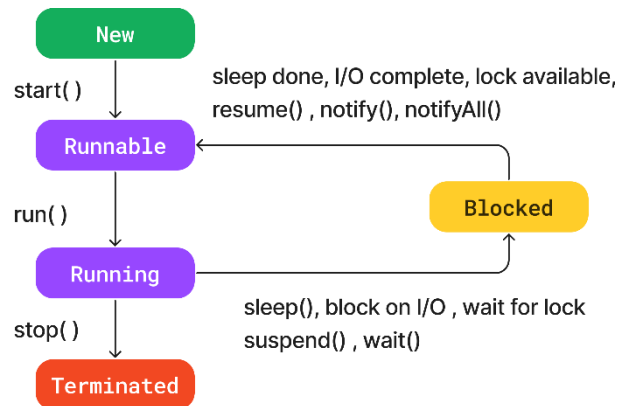 New
start( )
sleep done, I/O complete, lock available,
resume() , notify(), notifyAll()
Runnable
run( )
Blocked
Running
sleep(), block on I/O , wait for lock
suspend() , wait()
stop( )
Terminated